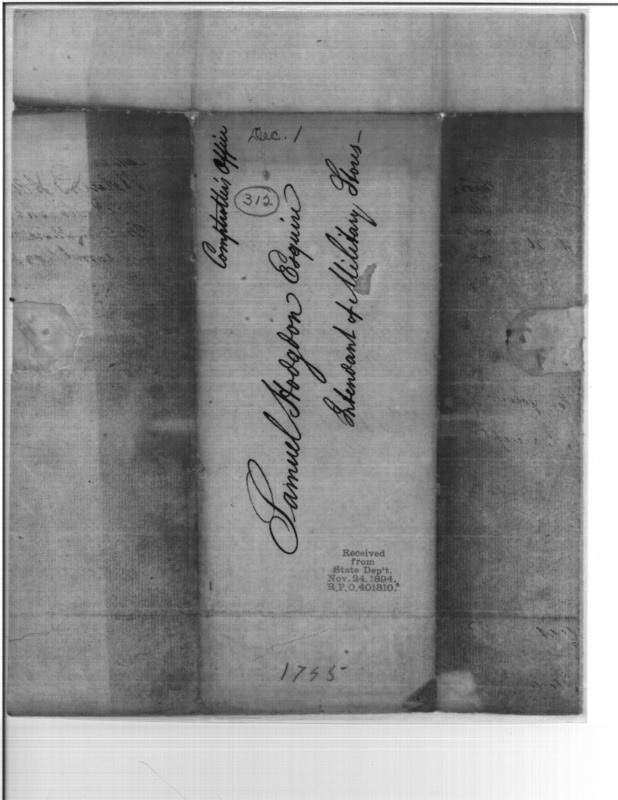 Dec. 1
Comptroller's Office
312
Samuel Hodgdon Esquire
Intendant of Military Stores—
Received
from
State Dep't.
Nov. 24, 1894.
R.P.O. 401810.
1755